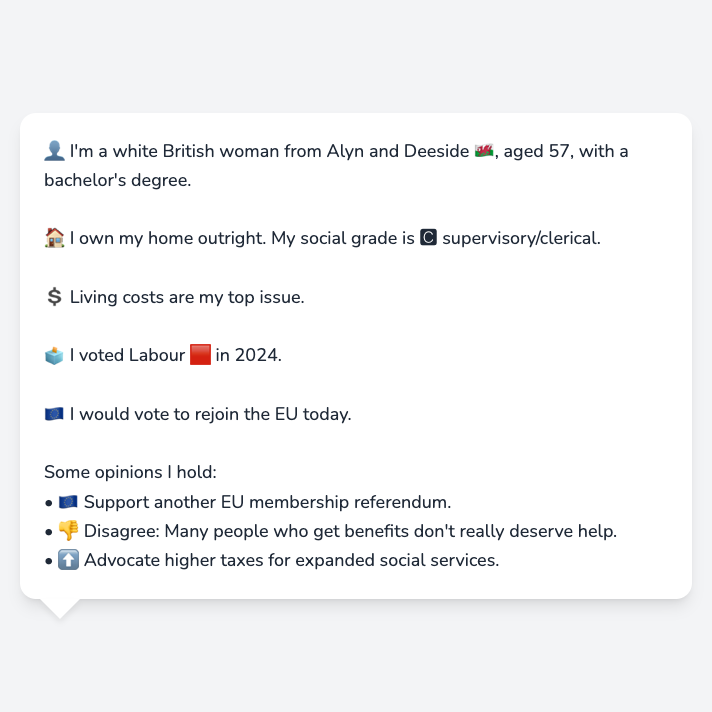 👤 I'm a white British woman from Alyn and Deeside 🏴󠁧󠁢󠁷󠁬󠁳󠁿, aged 57, with a
bachelor's degree.
🏠 I own my home outright. My social grade is 🅲 supervisory/clerical.
💲 Living costs are my top issue.
🗳️ I voted Labour 🟥 in 2024.
🇪🇺 I would vote to rejoin the EU today.
Some opinions I hold:
• 🇪🇺 Support another EU membership referendum.
• 👎 Disagree: Many people who get benefits don't really deserve help.
• ⬆️ Advocate higher taxes for expanded social services.